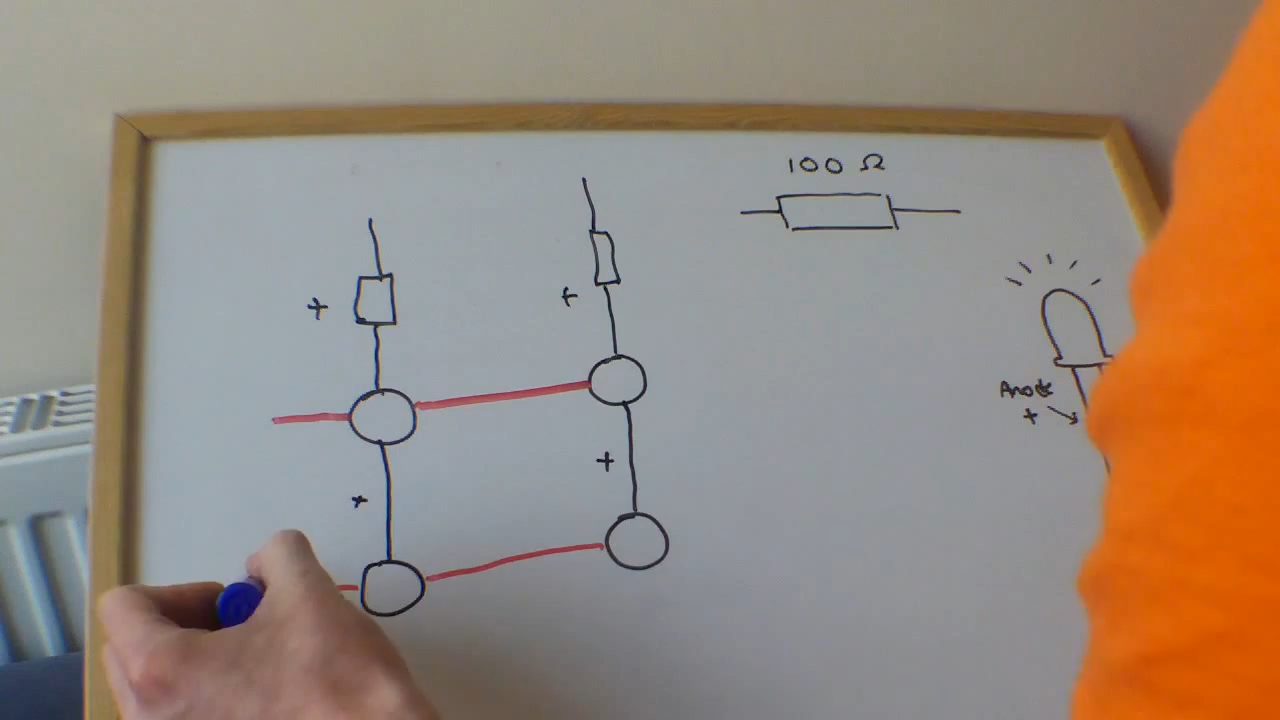 100 Ω
+
+
Anode
+
+
+